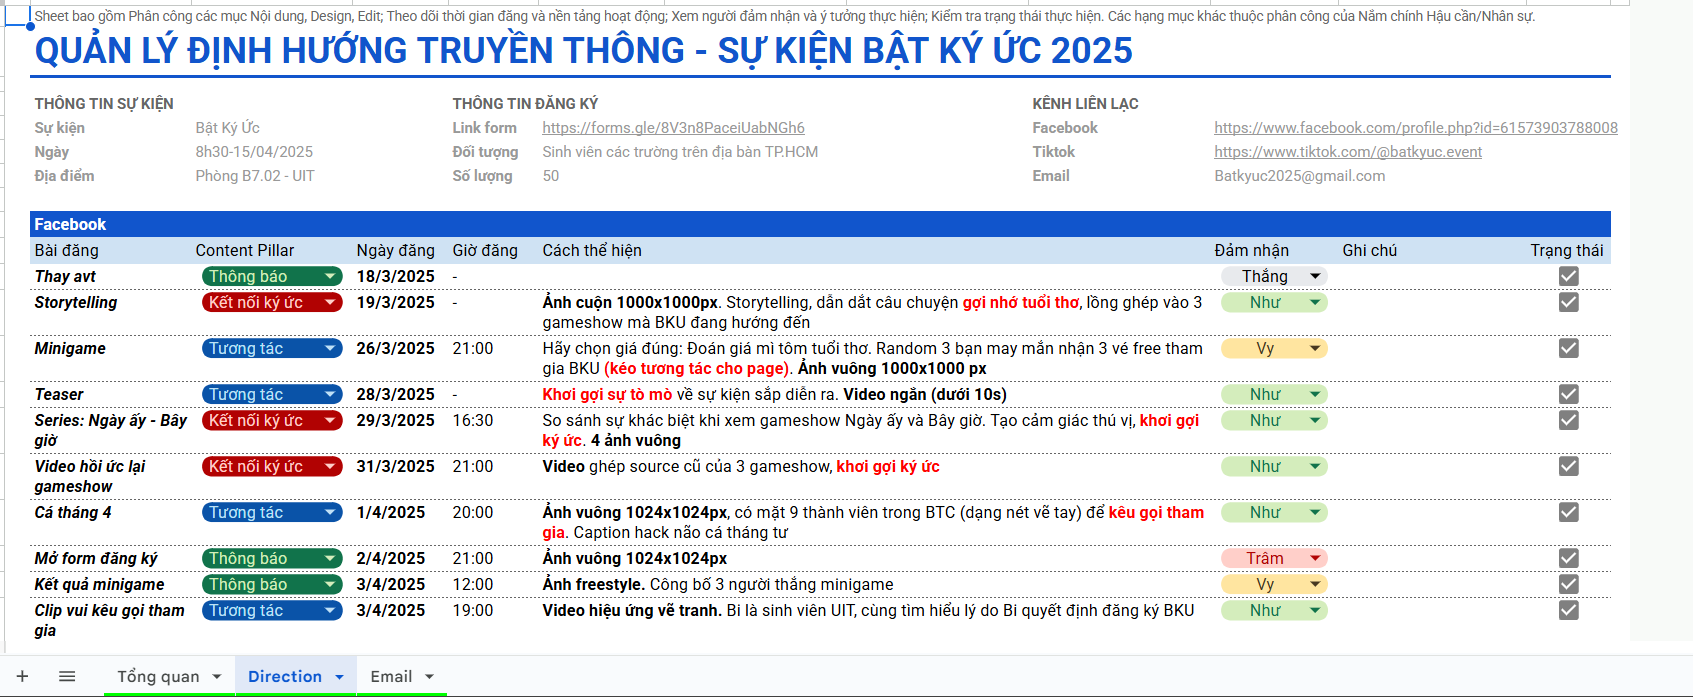 Sheet bao gồm Phân công các mục Nội dung, Design, Edit; Theo dõi thời gian đăng và nền tảng hoạt động; Xem người đảm nhận và ý tưởng thực hiện; Kiểm tra trạng thái thực hiện. Các hạng mục khác thuộc phân công của Nắm chính Hậu cần/Nhân sự.
QUẢN LÝ ĐỊNH HƯỚNG TRUYỀN THÔNG - SỰ KIỆN BẬT KÝ ỨC 2025
THÔNG TIN SỰ KIỆN THÔNG TIN ĐĂNG KÝ KÊNH LIÊN LẠC
Sự kiện Bật Ký Ức Link form https://forms.gle/8V3n8PaceiUabNGh6 Facebook https://www.facebook.com/profile.php?id=61573903788008
Ngày 8h30-15/04/2025 Đối tượng Sinh viên các trường trên địa bàn TP.HCM Tiktok https://www.tiktok.com/@batkyuc.event
Địa điểm Phòng B7.02 - UIT Số lượng 50 Email Batkyuc2025@gmail.com
Facebook
Bài đăng Content Pillar Ngày đăng Giờ đăng Cách thể hiện Đảm nhận Ghi chú Trạng thái
Thay avt Thông báo 18/3/2025 - Thắng
Storytelling Kết nối ký ức 19/3/2025 - Ảnh cuộn 1000x1000px. Storytelling, dẫn dắt câu chuyện gợi nhớ tuổi thơ, lồng ghép vào 3 Như
gameshow mà BKU đang hướng đến
Minigame Tương tác 26/3/2025 21:00 Hãy chọn giá đúng: Đoán giá mì tôm tuổi thơ. Random 3 bạn may mắn nhận 3 vé free tham Vy
gia BKU (kéo tương tác cho page). Ảnh vuông 1000x1000 px
Teaser Tương tác 28/3/2025 - Khơi gợi sự tò mò về sự kiện sắp diễn ra. Video ngắn (dưới 10s) Như
Series: Ngày ấy - Bây Kết nối ký ức 29/3/2025 16:30 So sánh sự khác biệt khi xem gameshow Ngày ấy và Bây giờ. Tạo cảm giác thú vị, khơi gợi Như
giờ ký ức. 4 ảnh vuông
Video hồi ức lại Kết nối ký ức 31/3/2025 21:00 Video ghép source cũ của 3 gameshow, khơi gợi ký ức Như
gameshow
Cá tháng 4 Tương tác 1/4/2025 20:00 Ảnh vuông 1024x1024px, có mặt 9 thành viên trong BTC (dạng nét vẽ tay) để kêu gọi tham Như
gia. Caption hack não cá tháng tư
Mở form đăng ký Thông báo 2/4/2025 21:00 Ảnh vuông 1024x1024px Trâm
Kết quả minigame Thông báo 3/4/2025 12:00 Ảnh freestyle. Công bố 3 người thắng minigame Vy
Clip vui kêu gọi tham Tương tác 3/4/2025 19:00 Video hiệu ứng vẽ tranh. Bi là sinh viên UIT, cùng tìm hiểu lý do Bi quyết định đăng ký BKU Như
gia
Tổng quan Direction Email